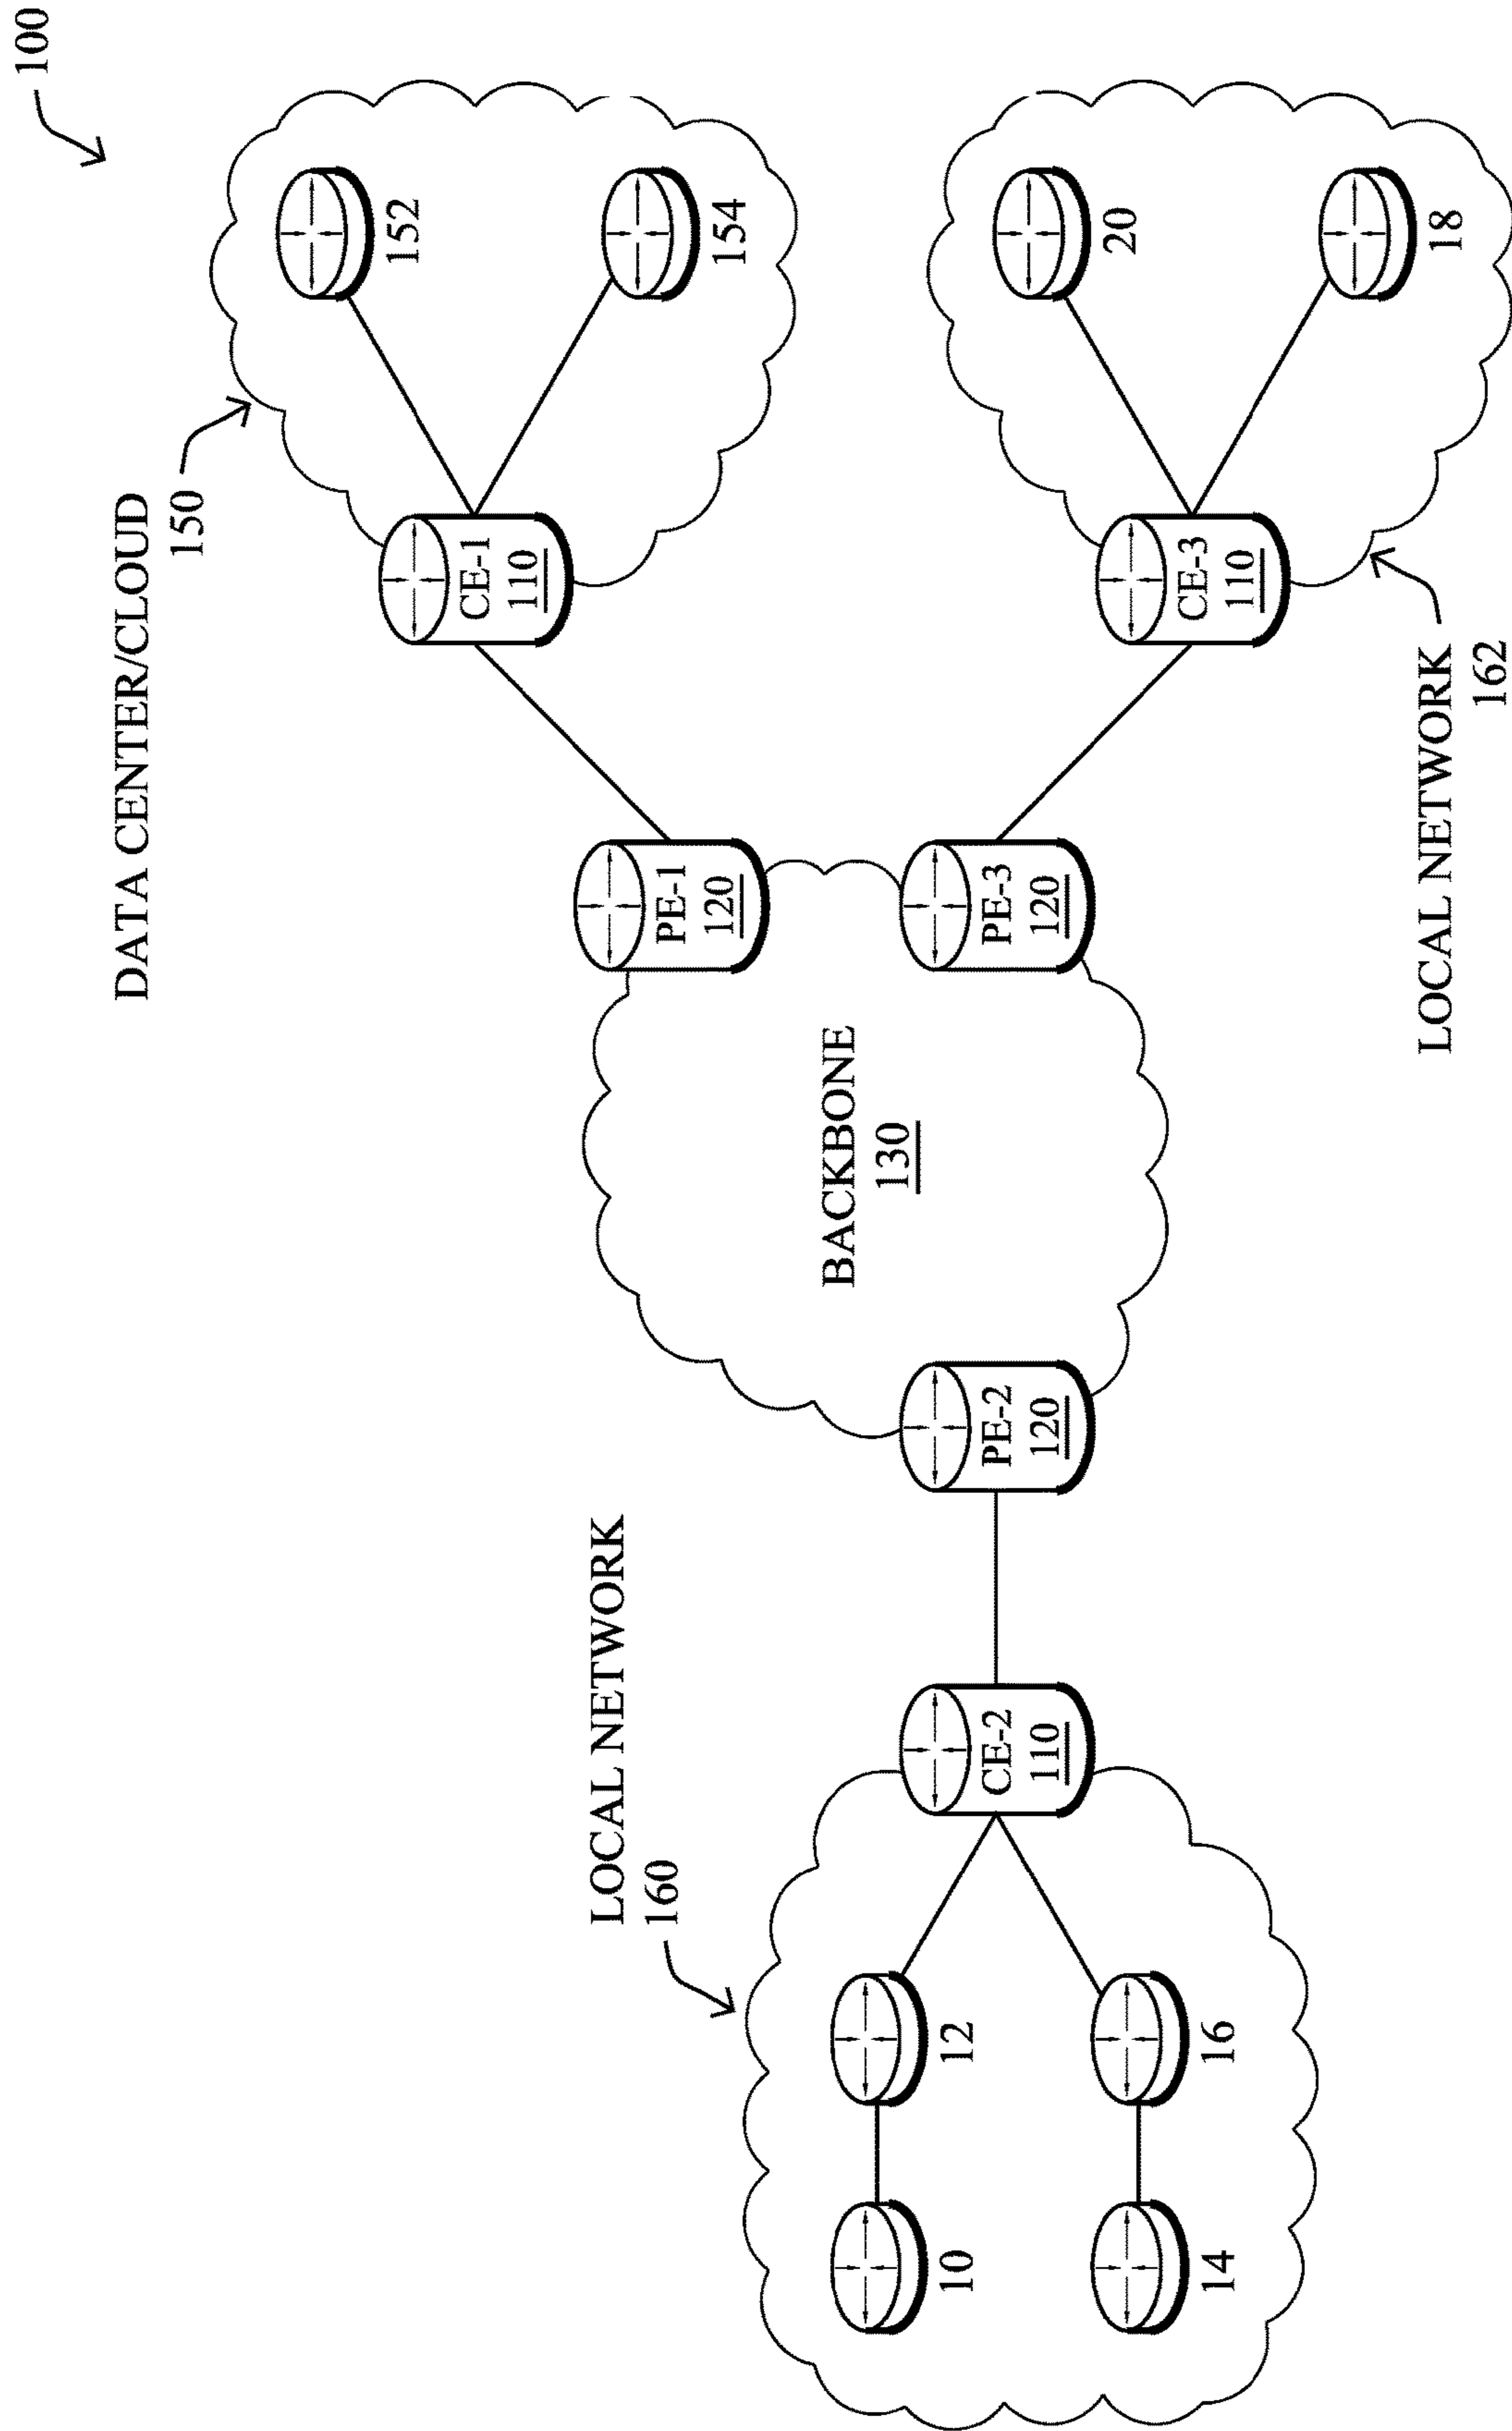 100
DATA CENTER/CLOUD
150
152
154
CE-1
110
PE-1
120
LOCAL NETWORK
160
BACKBONE
130
10
12
CE-2
110
PE-2
120
PE-3
120
CE-3
110
20
14
16
18
LOCAL NETWORK
162